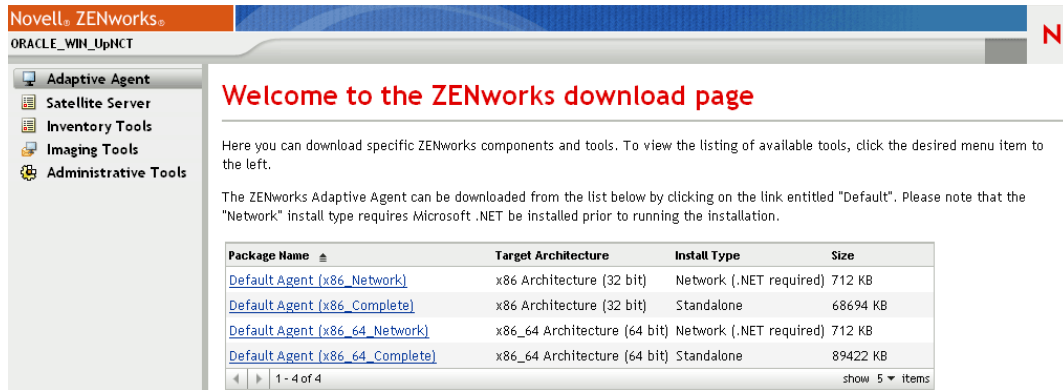 Novell® ZENworks®
ORACLE_WIN_UpNCT
N
Adaptive Agent
Satellite Server
Inventory Tools
Imaging Tools
Administrative Tools
Welcome to the ZENworks download page
Here you can download specific ZENworks components and tools. To view the listing of available tools, click the desired menu item to
the left.
The ZENworks Adaptive Agent can be downloaded from the list below by clicking on the link entitled "Default". Please note that the
"Network" install type requires Microsoft .NET be installed prior to running the installation.
Package Name Target Architecture Install Type Size
Default Agent (x86_Network) x86 Architecture (32 bit) Network (.NET required) 712 KB
Default Agent (x86_Complete) x86 Architecture (32 bit) Standalone 68694 KB
Default Agent (x86_64_Network) x86_64 Architecture (64 bit) Network (.NET required) 712 KB
Default Agent (x86_64_Complete) x86_64 Architecture (64 bit) Standalone 89422 KB
1 - 4 of 4 show 5 items